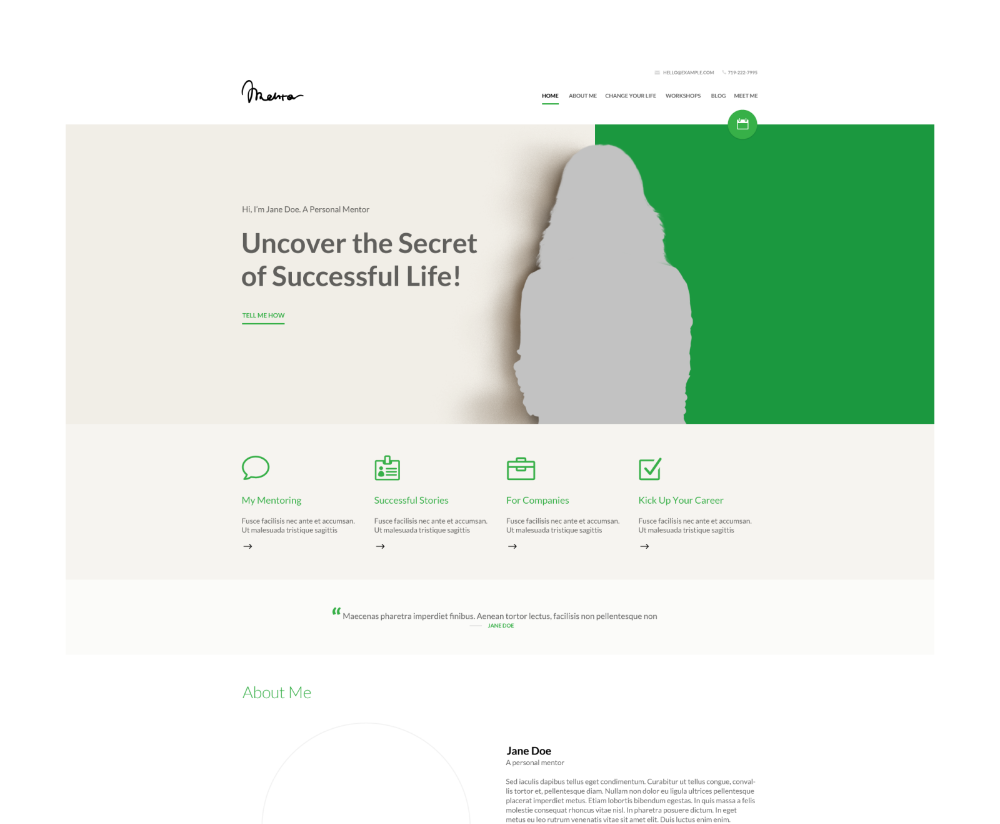 HELLO@EXAMPLE.COM 719-222-7995
Menra
HOME ABOUT ME CHANGE YOUR LIFE WORKSHOPS BLOG MEET ME
Hi, I'm Jane Doe. A Personal Mentor
Uncover the Secret
of Successful Life!
TELL ME HOW
My Mentoring
Fusce facilisis nec ante et accumsan.
Ut malesuada tristique sagittis
Successful Stories
Fusce facilisis nec ante et accumsan.
Ut malesuada tristique sagittis
For Companies
Fusce facilisis nec ante et accumsan.
Ut malesuada tristique sagittis
Kick Up Your Career
Fusce facilisis nec ante et accumsan.
Ut malesuada tristique sagittis
“ Maecenas pharetra imperdiet finibus. Aenean tortor lectus, facilisis non pellentesque non
JANE DOE
About Me
Jane Doe
A personal mentor
Sed iaculis dapibus tellus eget condimentum. Curabitur ut tellus congue, conval-
lis tortor et, pellentesque diam. Nullam non dolor eu ligula ultrices pellentesque
placerat imperdiet metus. Etiam lobortis bibendum egestas. In quis massa a felis
molestie consequat rhoncus vitae nisl. In pharetra posuere dictum. In eget
metus eu leo rutrum venenatis vitae sit amet elit. Duis luctus enim enim.